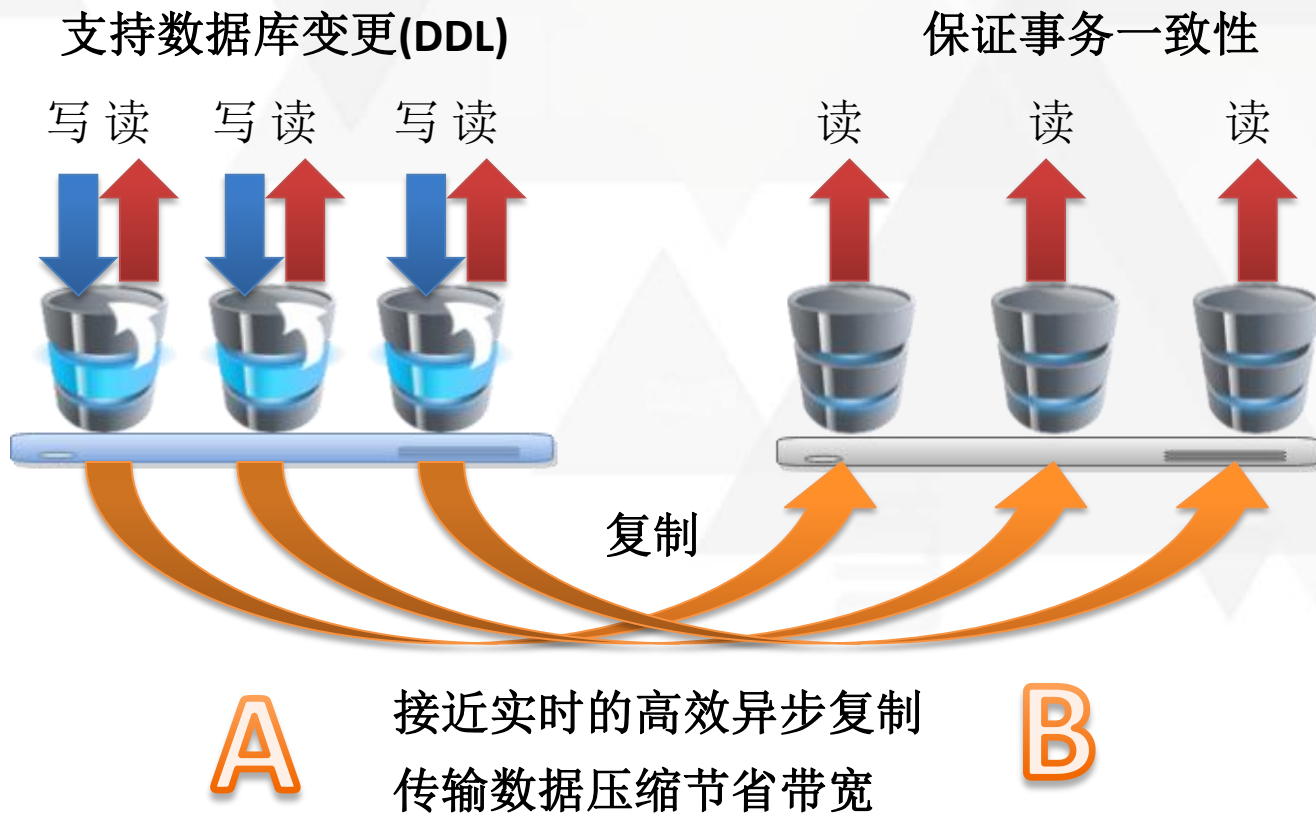 支持数据库变更(DDL) 保证事务一致性
写 读 写 读 写 读 读 读 读
复制
A 接近实时的高效异步复制 B
传输数据压缩节省带宽